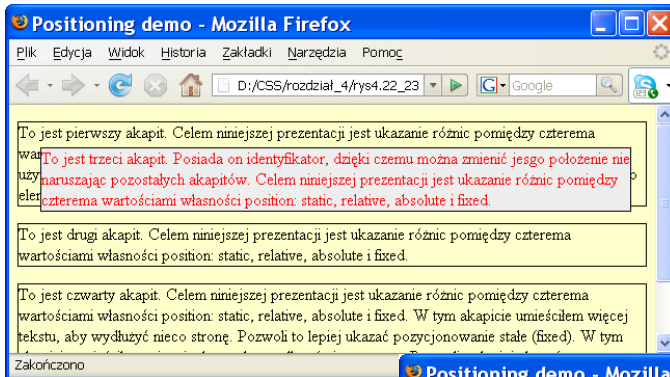 Positioning demo - Mozilla Firefox
Plik Edycja Widok Historia Zakładki Narzędzia Pomoc
D:/CSS/rozdział_4/rys4.22_23 G Google
To jest pierwszy akapit. Celem niniejszej prezentacji jest ukazanie różnic pomiędzy czterema
To jest trzeci akapit. Posiada on identyfikator, dzięki czemu można zmienić jesgo położenie nie
naruszając pozostałych akapitów. Celem niniejszej prezentacji jest ukazanie różnic pomiędzy
czterema wartościami własności position: static, relative, absolute i fixed.
To jest drugi akapit. Celem niniejszej prezentacji jest ukazanie różnic pomiędzy czterema
wartościami własności position: static, relative, absolute i fixed.
To jest czwarty akapit. Celem niniejszej prezentacji jest ukazanie różnic pomiędzy czterema
wartościami własności position: static, relative, absolute i fixed. W tym akapicie umieściłem więcej
tekstu, aby wydłużyć nieco stronę. Pozwoli to lepiej ukazać pozycjonowanie stałe (fixed). W tym
Zakończono
Positioning demo - Mozilla